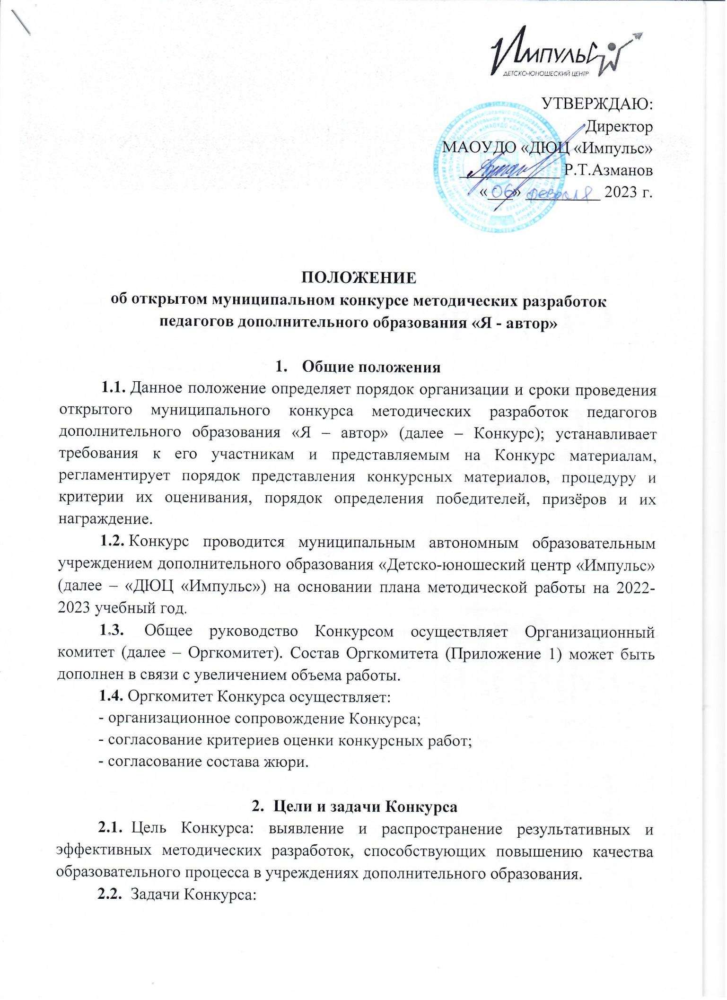 Импульс
ДЕТСКО-ЮНОШЕСКИЙ ЦЕНТР
УТВЕРЖДАЮ:
Директор
МАОУДО «ДЮЦ «Импульс»
Р.Т.Азманов
«06» февраля 2023 г.
ПОЛОЖЕНИЕ
об открытом муниципальном конкурсе методических разработок
педагогов дополнительного образования «Я - автор»
1. Общие положения
1.1. Данное положение определяет порядок организации и сроки проведения
открытого муниципального конкурса методических разработок педагогов
дополнительного образования «Я – автор» (далее – Конкурс); устанавливает
требования к его участникам и представляемым на Конкурс материалам,
регламентирует порядок представления конкурсных материалов, процедуру и
критерии их оценивания, порядок определения победителей, призёров и их
награждение.
1.2. Конкурс проводится муниципальным автономным образовательным
учреждением дополнительного образования «Детско-юношеский центр «Импульс»
(далее – «ДЮЦ «Импульс») на основании плана методической работы на 2022-
2023 учебный год.
1.3. Общее руководство Конкурсом осуществляет Организационный
комитет (далее – Оргкомитет). Состав Оргкомитета (Приложение 1) может быть
дополнен в связи с увеличением объема работы.
1.4. Оргкомитет Конкурса осуществляет:
- организационное сопровождение Конкурса;
- согласование критериев оценки конкурсных работ;
- согласование состава жюри.
2. Цели и задачи Конкурса
2.1. Цель Конкурса: выявление и распространение результативных и
эффективных методических разработок, способствующих повышению качества
образовательного процесса в учреждениях дополнительного образования.
2.2. Задачи Конкурса: